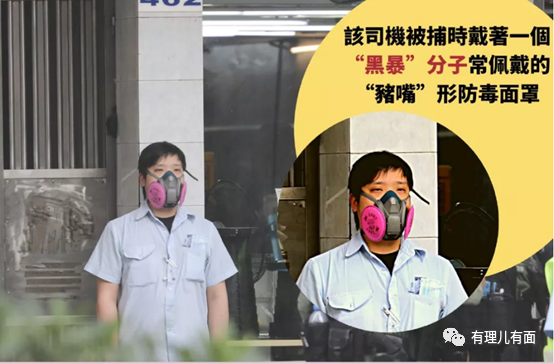 462
該司機被捕時戴著一個
“黑暴”分子常佩戴的
“豬嘴”形防毒面罩
有理儿有面